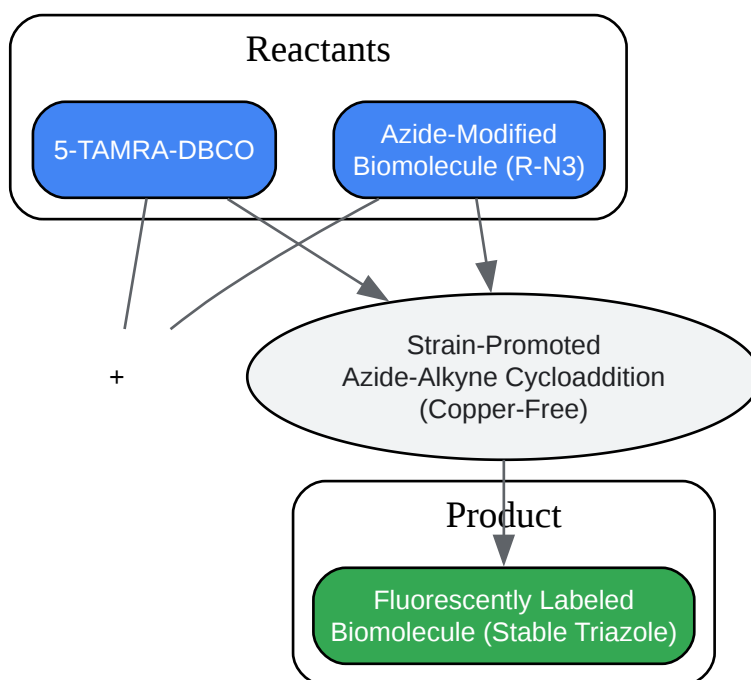 Reactants
5-TAMRA-DBCO
Azide-Modified
Biomolecule (R-N3)
+
Strain-Promoted
Azide-Alkyne Cycloaddition
(Copper-Free)
Product
Fluorescently Labeled
Biomolecule (Stable Triazole)